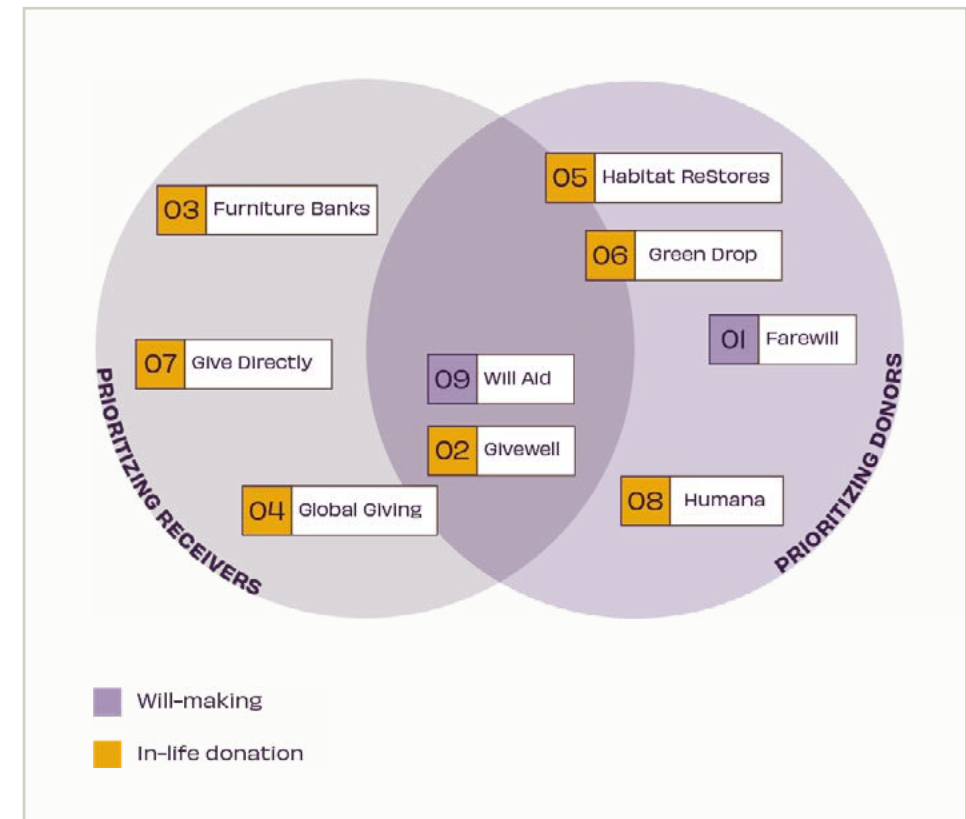 05 Habitat ReStores
03 Furniture Banks
06 Green Drop
01 Farewill
07 Give Directly
09 Will Aid
02 Givewell
04 Global Giving
08 Humana
PRIORITIZING RECEIVERS
PRIORITIZING DONORS
Will-making
In-life donation